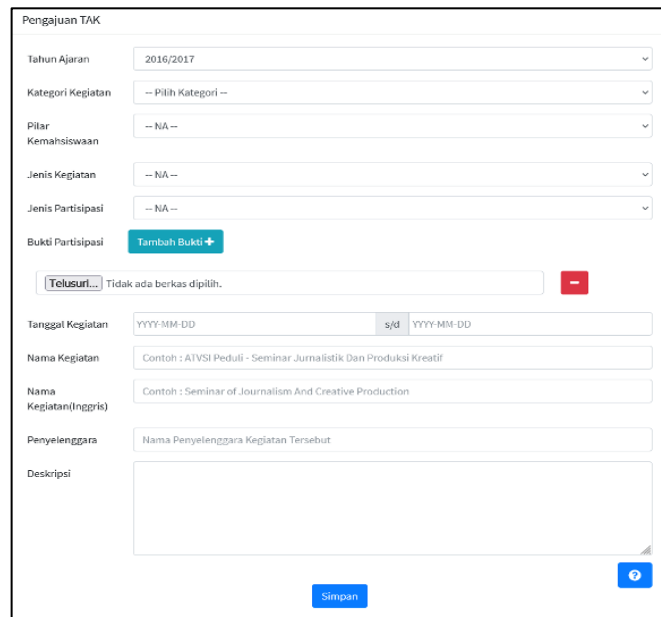 Pengajuan TAK
Tahun Ajaran 2016/2017
Kategori Kegiatan -- Pilih Kategori --
Pilar -- NA --
Kemahsiswaan
Jenis Kegiatan -- NA --
Jenis Partisipasi -- NA --
Bukti Partisipasi Tambah Bukti +
Telusuri... Tidak ada berkas dipilih.
Tanggal Kegiatan YYYY-MM-DD s/d YYYY-MM-DD
Nama Kegiatan Contoh : ATVSI Peduli - Seminar Jurnalistik Dan Produksi Kreatif
Nama Contoh : Seminar of Journalism And Creative Production
Kegiatan(Inggris)
Penyelenggara Nama Penyelenggara Kegiatan Tersebut
Deskripsi
Simpan